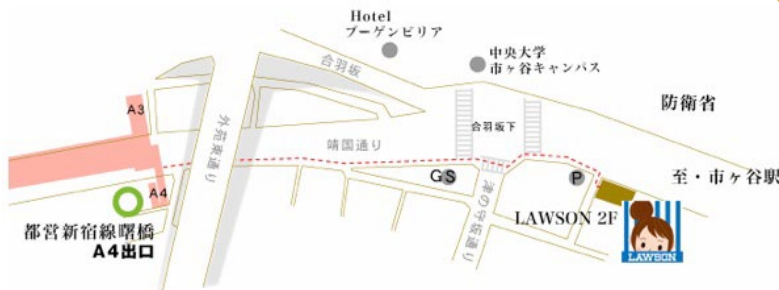 Hotel
ブーゲンビリア
中央大学
市ヶ谷キャンパス
合羽坂
防衛省
A3
外苑東通り
靖国通り
合羽坂下
至・市ヶ谷駅
GS
P
A4
津の守坂通り
LAWSON 2F
LAWSON
都営新宿線曙橋
A4出口